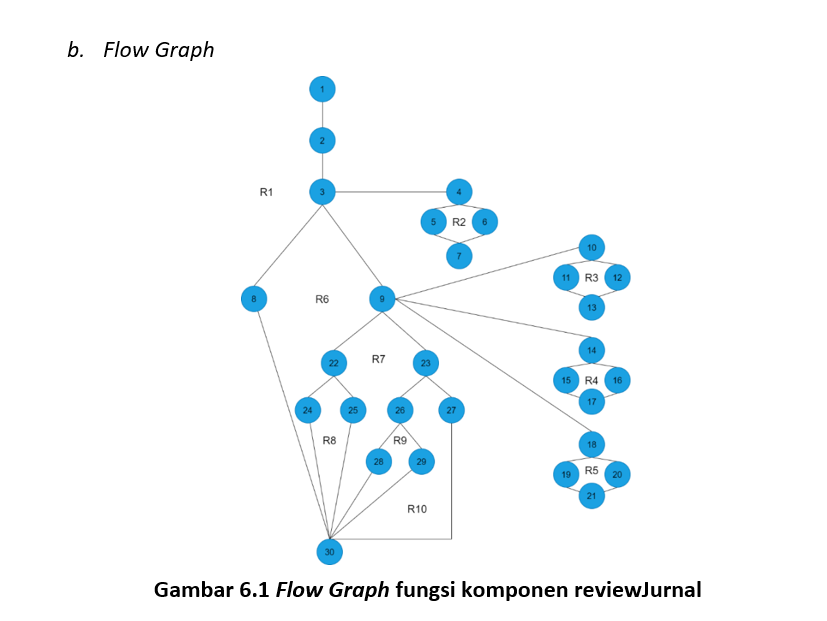 b. Flow Graph
1
2
R1 3 4
5 R2 6
7
10
11 R3 12
13
8 R6 9
14
22 R7 23
15 R4 16
17
24 25 26 27
R8 R9
18
28 29
R5
19 20
21
R10
30
Gambar 6.1 Flow Graph fungsi komponen reviewJurnal